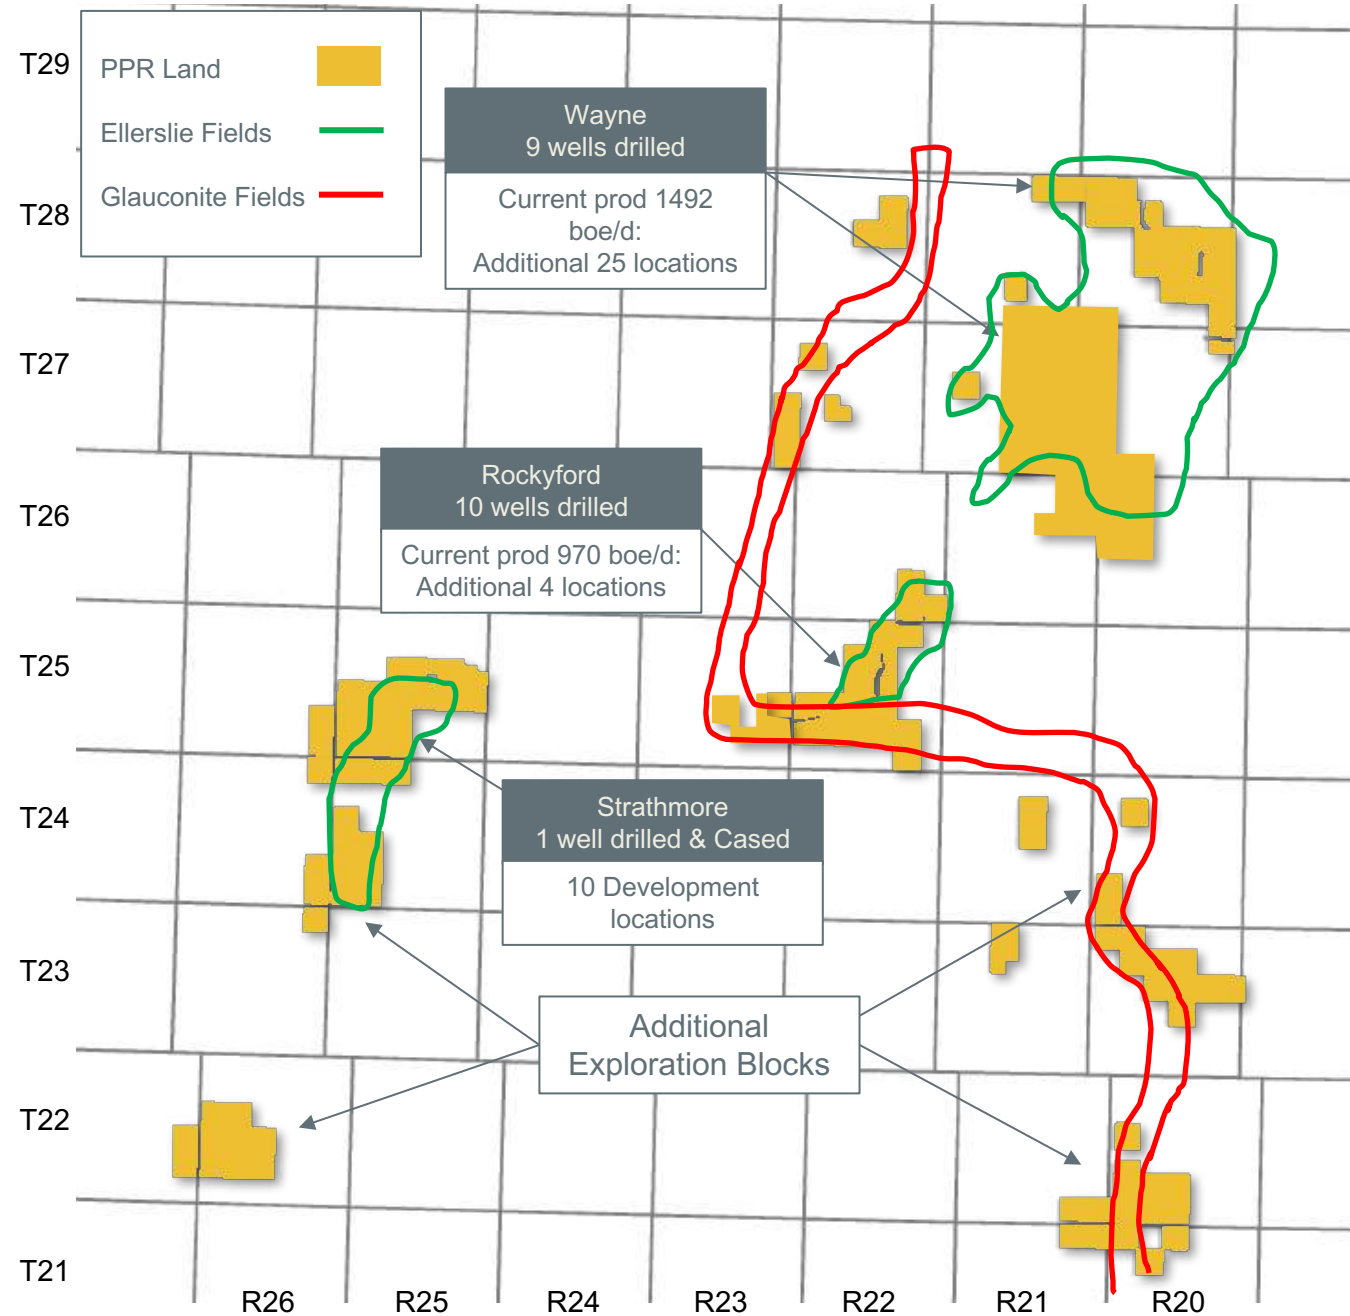 T29
PPR Land
Ellerslie Fields
Glauconite Fields
Wayne
9 wells drilled
Current prod 1492
boe/d:
Additional 25 locations
T28
T27
Rockyford
10 wells drilled
Current prod 970 boe/d:
Additional 4 locations
T26
T25
Strathmore
1 well drilled & Cased
10 Development
locations
T24
T23
Additional
Exploration Blocks
T22
T21
R26 R25 R24 R23 R22 R21 R20